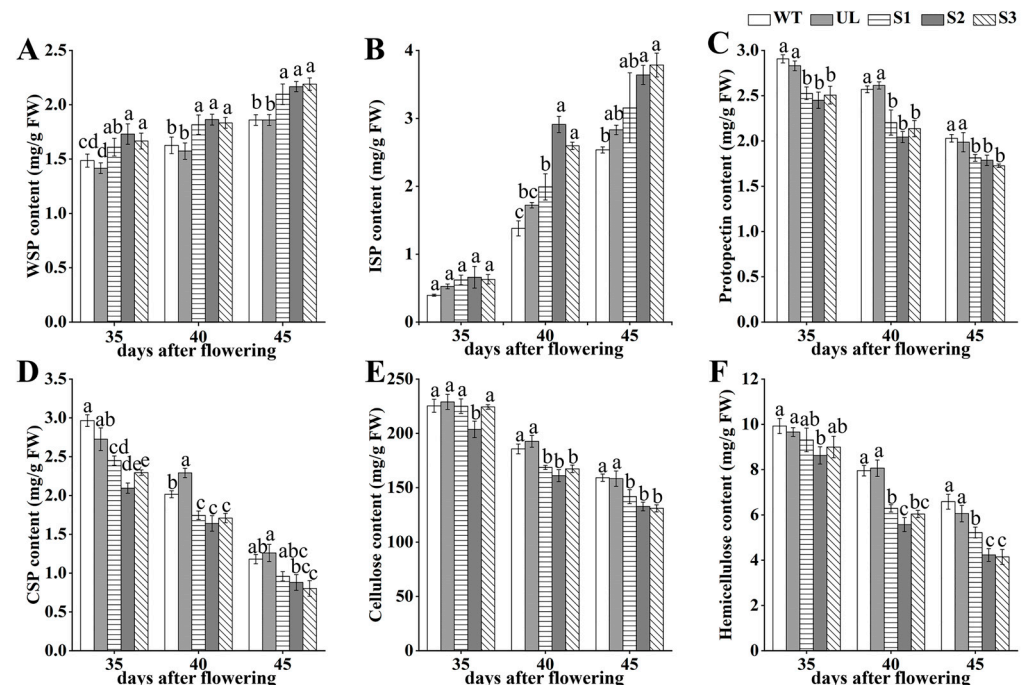 WT UL S1 S2 S3
A
WSP content (mg/g FW)
2.5
2.0
1.5
1.0
0.5
0.0
cd d ab a a
b b a a a
b b a a a
35 40 45
days after flowering
B
ISP content (mg/g FW)
4
3
2
1
0
a a a a a
c bc b a a
b a a a a
35 40 45
days after flowering
C
Protopectin content (mg/g FW)
3.0
2.5
2.0
1.5
1.0
0.5
0.0
a a b b b
a a b b b
a a b b b
35 40 45
days after flowering
D
CSP content (mg/g FW)
3.5
3.0
2.5
2.0
1.5
1.0
0.5
0.0
a ab cd de e
b a c c c
ab a abc bc c
35 40 45
days after flowering
E
Cellulose content (mg/g FW)
250
200
150
100
50
0
a a a b a
a a b b b
a a b b b
35 40 45
days after flowering
F
Hemicellulose content (mg/g FW)
12
10
8
6
4
2
0
a a ab b ab
a a b c bc
a a b c c
35 40 45
days after flowering